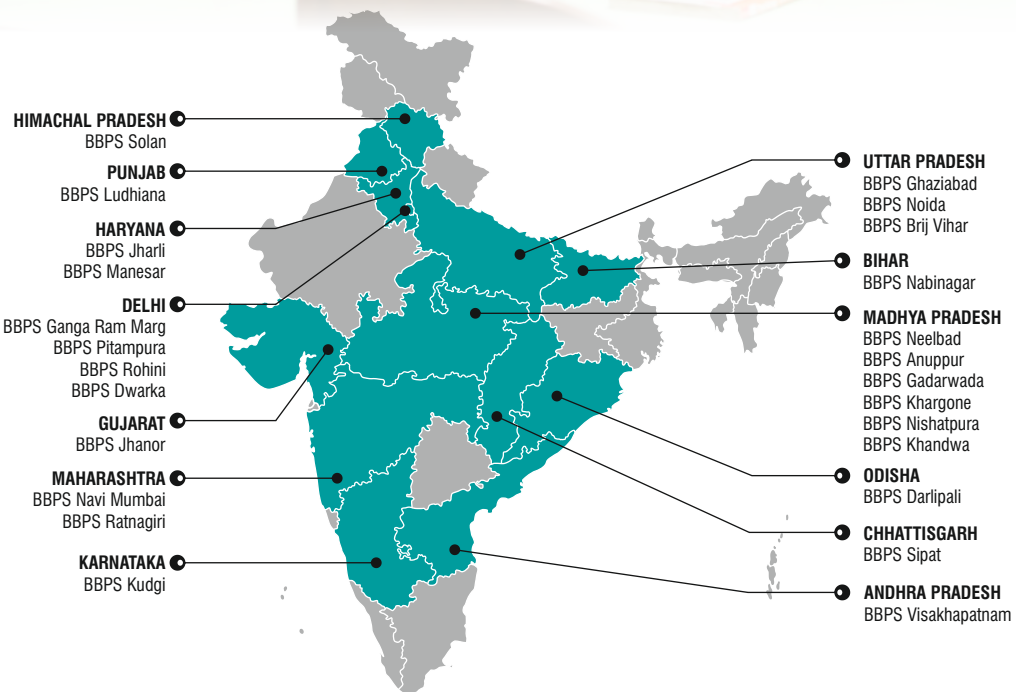 HIMACHAL PRADESH
BBPS Solan
PUNJAB
BBPS Ludhiana
HARYANA
BBPS Jharli
BBPS Manesar
DELHI
BBPS Ganga Ram Marg
BBPS Pitampura
BBPS Rohini
BBPS Dwarka
GUJARAT
BBPS Jhanor
MAHARASHTRA
BBPS Navi Mumbai
BBPS Ratnagiri
KARNATAKA
BBPS Kudgi
UTTAR PRADESH
BBPS Ghaziabad
BBPS Noida
BBPS Brij Vihar
BIHAR
BBPS Nabinagar
MADHYA PRADESH
BBPS Neelbad
BBPS Anuppur
BBPS Gadarwada
BBPS Khargone
BBPS Nishatpura
BBPS Khandwa
ODISHA
BBPS Darlipali
CHHATTISGARH
BBPS Sipat
ANDHRA PRADESH
BBPS Visakhapatnam